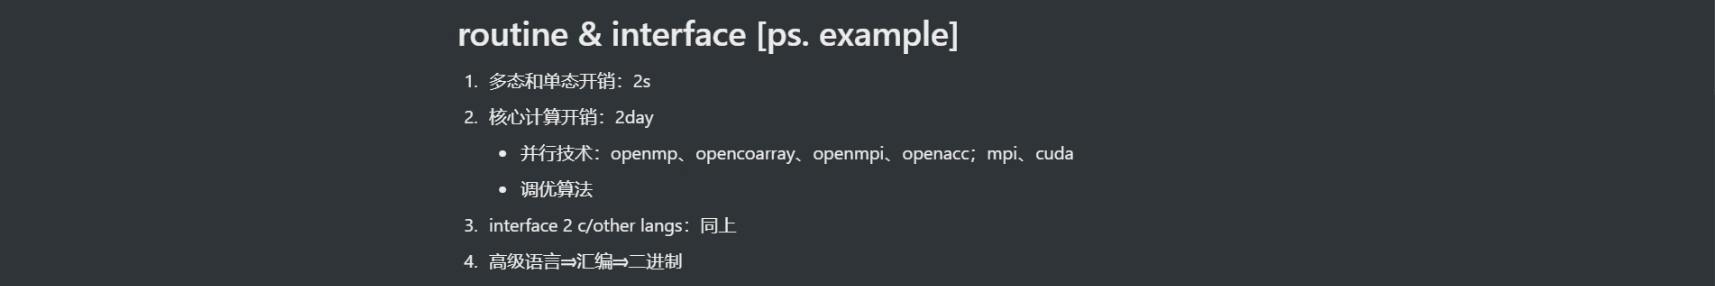 routine & interface [ps. example]
1. 多态和单态开销：2s
2. 核心计算开销：2day
• 并行技术：openmp、opencoarray、openmpi、openacc；mpi、cuda
• 调优算法
3. interface 2 c/other langs：同上
4. 高级语言⇒汇编⇒二进制